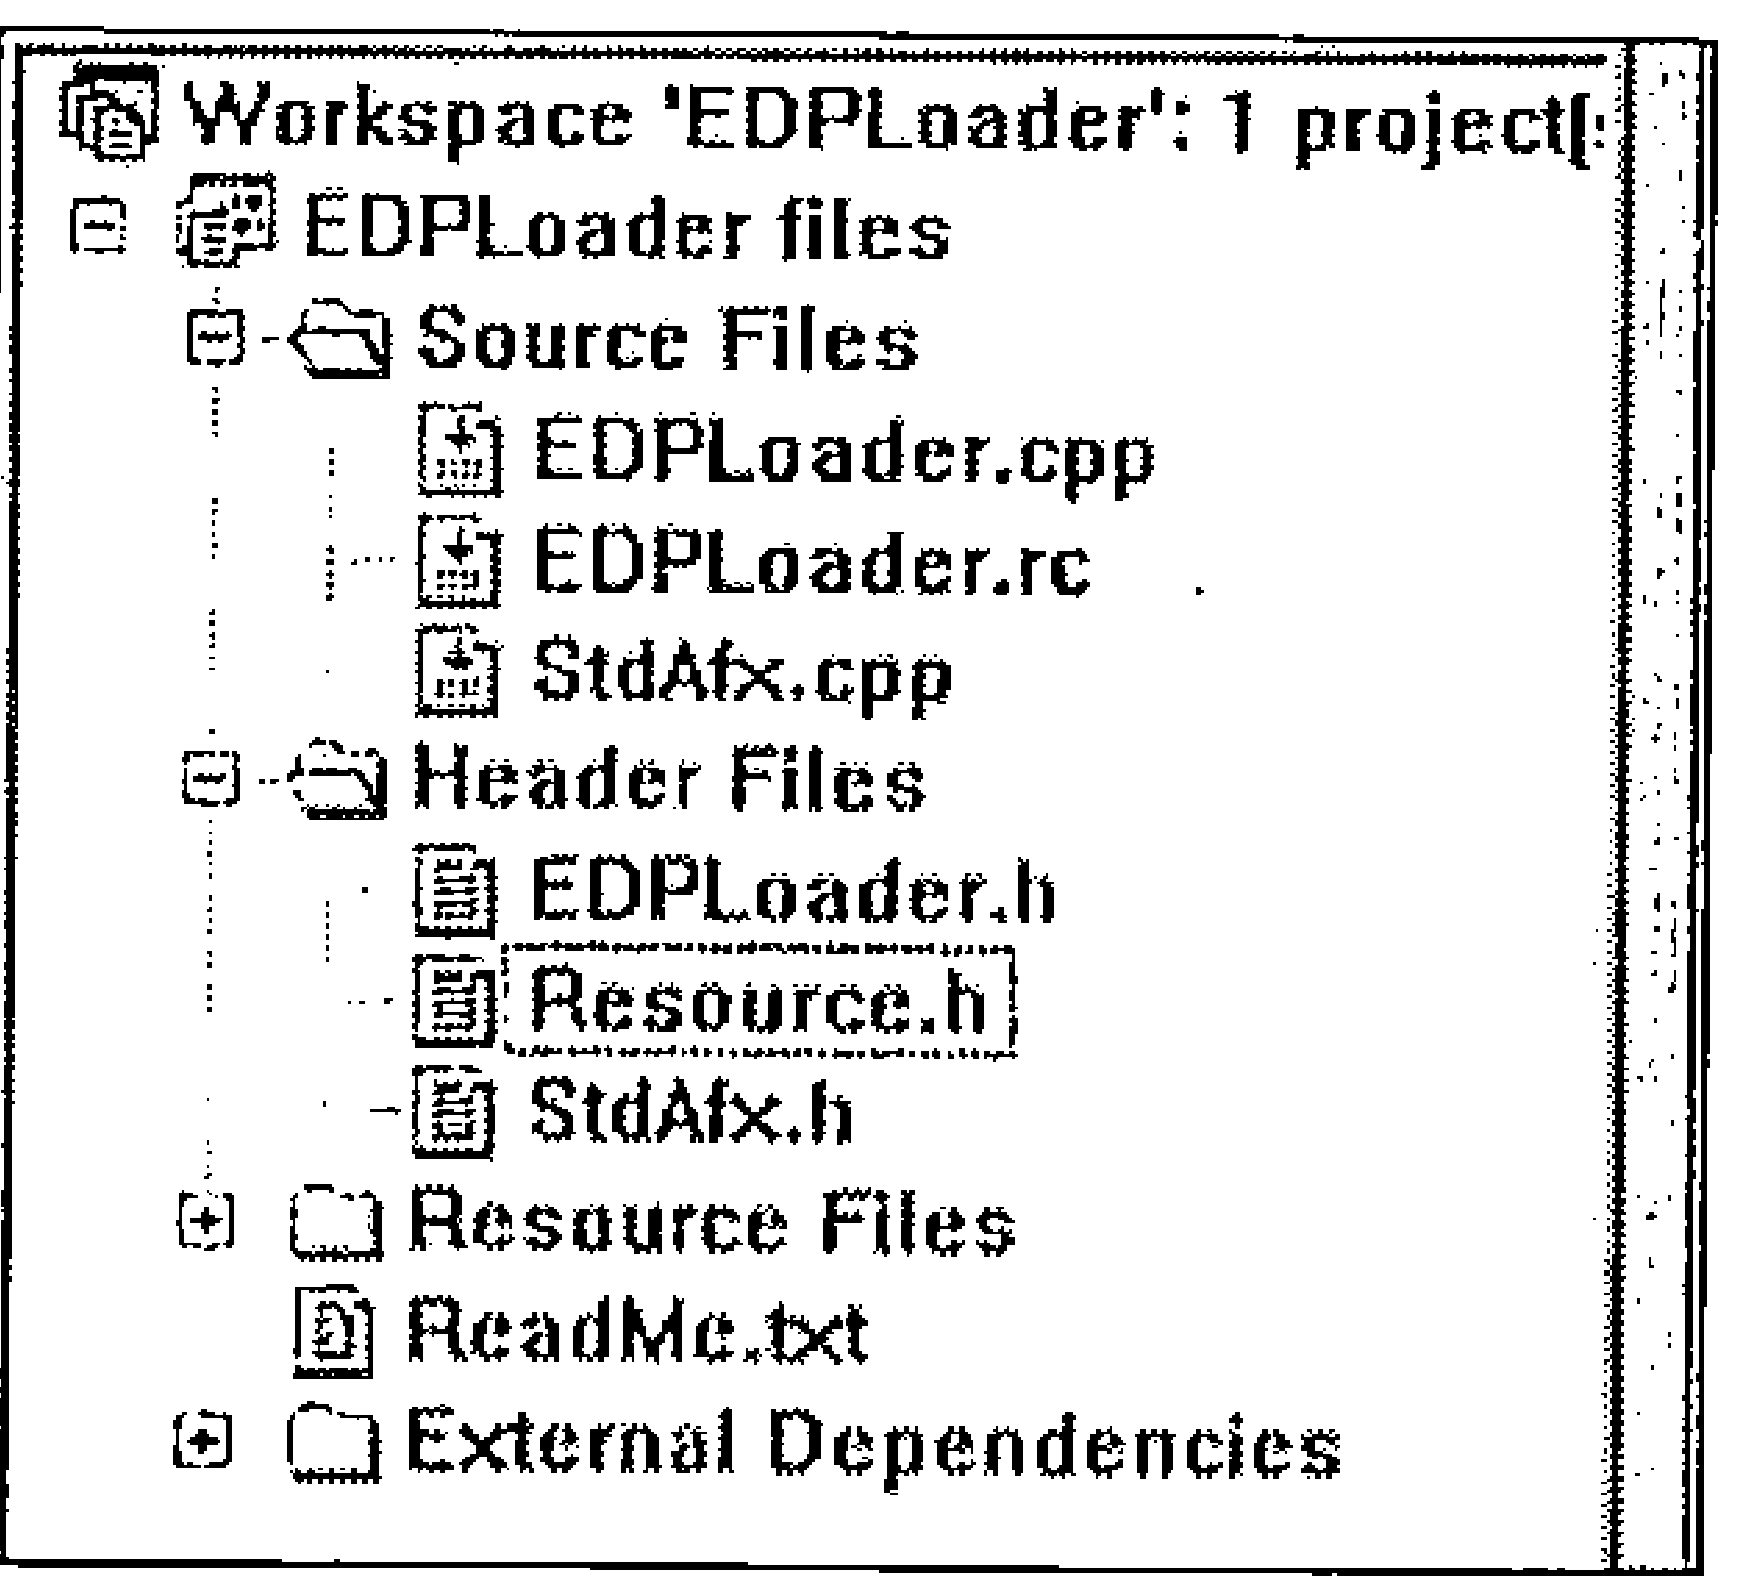 Workspace 'EDPLoader': 1 project(s
EDPLoader files
Source Files
EDPLoader.cpp
EDPLoader.rc
StdAfx.cpp
Header Files
EDPLoader.h
Resource.h
StdAfx.h
Resource Files
ReadMe.txt
External Dependencies